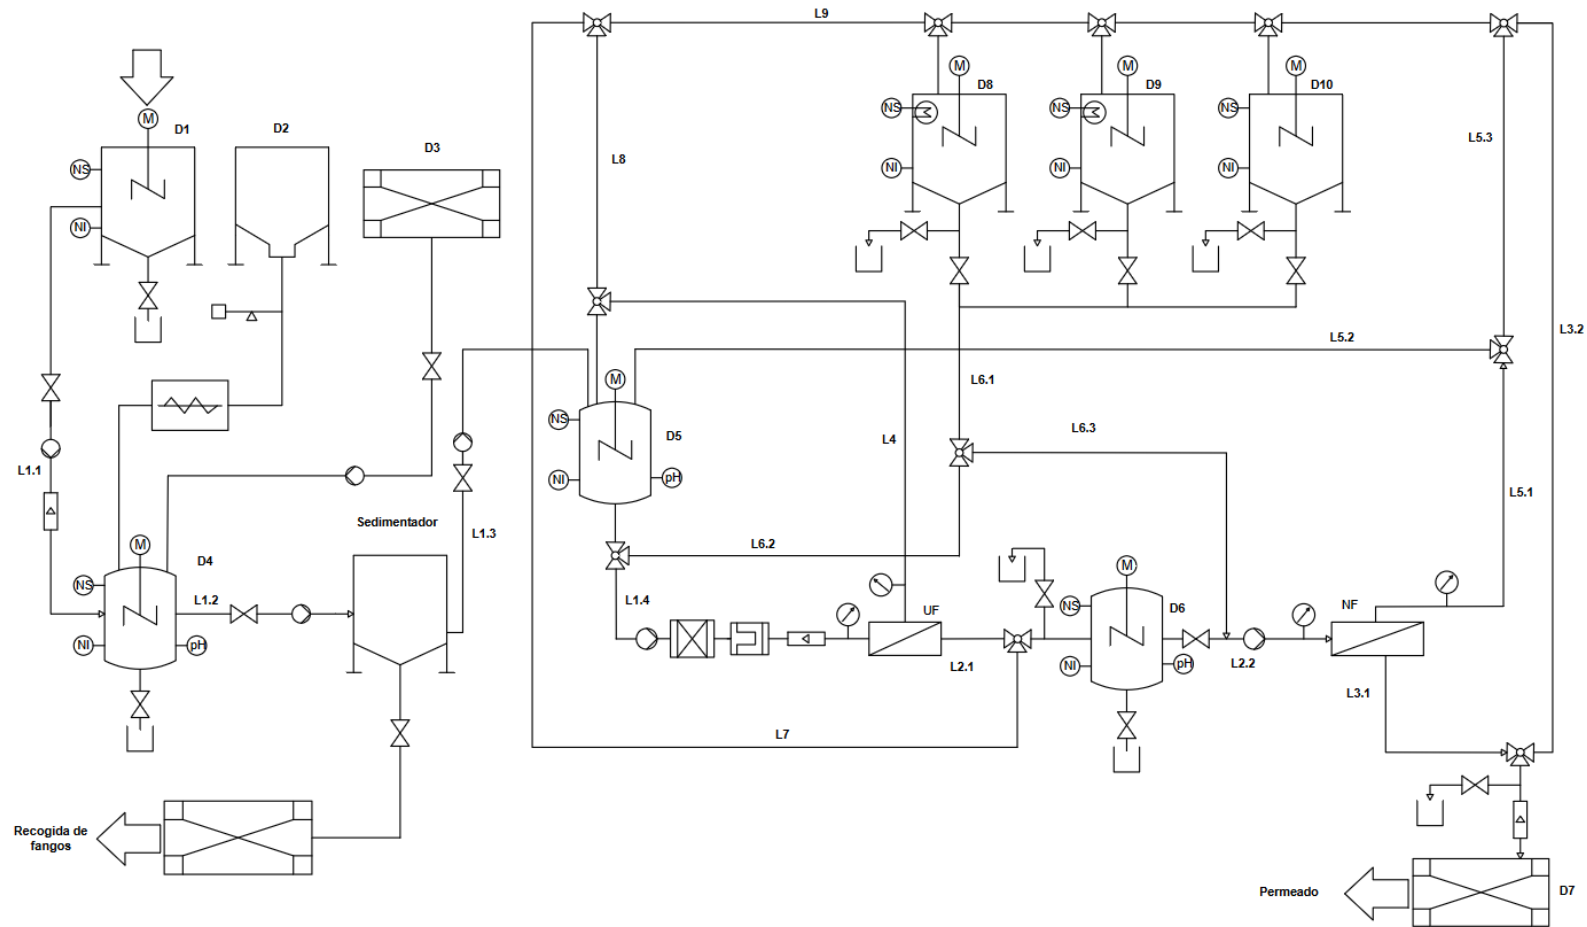 L9
M
D8
M
D9
M
D10
NS
NS
NS
M
D1
D2
D3
L8
L5.3
NS
NI
NI
NI
NI
L3.2
L5.2
M
L6.1
NS
D5
L4
L6.3
L1.1
NI
pH
L5.1
Sedimentador
L1.3
M
L6.2
D4
M
NS
L1.2
L1.4
UF
NS
D6
NF
NI
pH
L2.1
NI
pH
L2.2
L3.1
L7
Recogida de
fangos
Permeado
D7